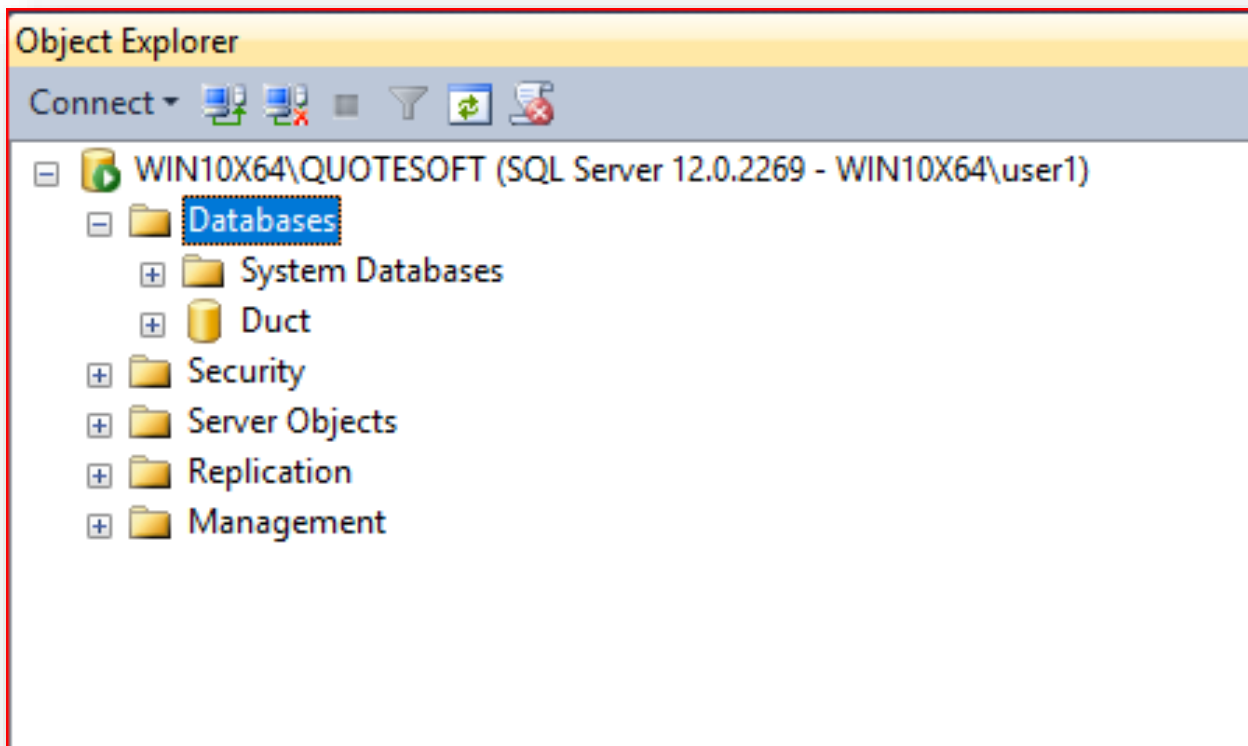 Object Explorer
Connect
WIN10X64\QUOTESOFT (SQL Server 12.0.2269 - WIN10X64\user1)
Databases
System Databases
Duct
Security
Server Objects
Replication
Management